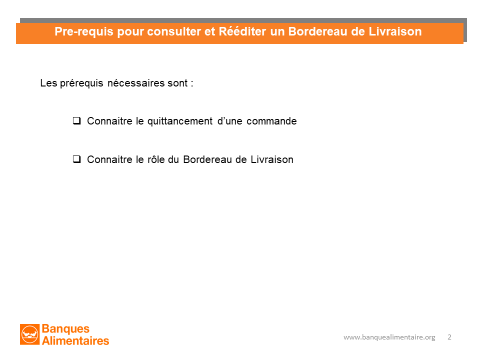 Pre-requis pour consulter et Rééditer un Bordereau de Livraison
Les prérequis nécessaires sont :
❑ Connaitre le quittancement d'une commande
❑ Connaitre le rôle du Bordereau de Livraison
Banques
Alimentaires
www.banquealimentaire.org 2